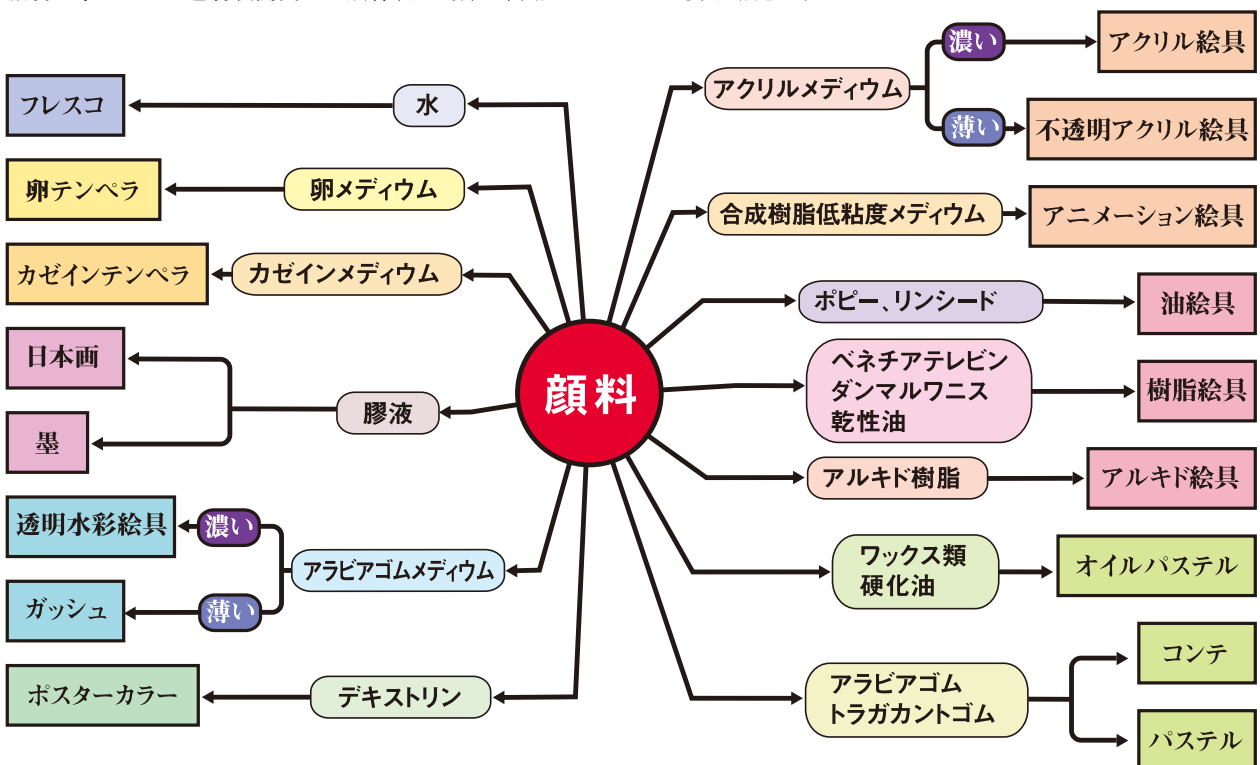 顔料
水
フレスコ
卵メディウム
卵テンペラ
カゼインメディウム
カゼインテンペラ
膠液
日本画
墨
アラビアゴムメディウム
濃い
透明水彩絵具
薄い
ガッシュ
デキストリン
ポスターカラー
アクリルメディウム
濃い
アクリル絵具
薄い
不透明アクリル絵具
合成樹脂低粘度メディウム
アニメーション絵具
ポピー、リンシード
油絵具
ベネチアテレビン
ダンマルワニス
乾性油
樹脂絵具
アルキド樹脂
アルキド絵具
ワックス類
硬化油
オイルパステル
アラビアゴム
トラガカントゴム
コンテ
パステル